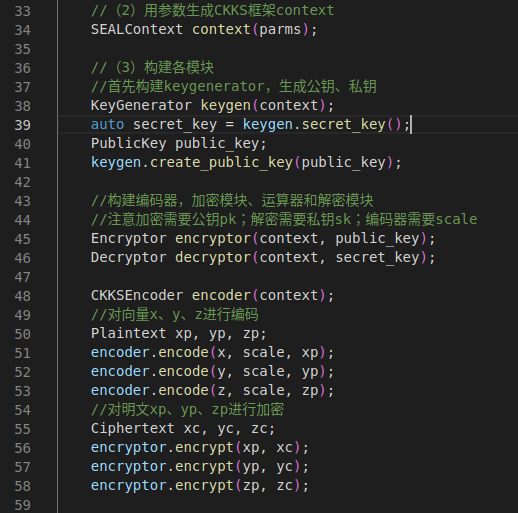 33 //（2）用参数生成CKKS框架context
34 SEALContext context(parms);
35
36 //（3）构建各模块
37 //首先构建keygenerator，生成公钥、私钥
38 KeyGenerator keygen(context);
39 auto secret_key = keygen.secret_key();
40 PublicKey public_key;
41 keygen.create_public_key(public_key);
42
43 //构建编码器，加密模块、运算器和解密模块
44 //注意加密需要公钥pk；解密需要私钥sk；编码器需要scale
45 Encryptor encryptor(context, public_key);
46 Decryptor decryptor(context, secret_key);
47
48 CKKSEncoder encoder(context);
49 //对向量x、y、z进行编码
50 Plaintext xp, yp, zp;
51 encoder.encode(x, scale, xp);
52 encoder.encode(y, scale, yp);
53 encoder.encode(z, scale, zp);
54 //对明文xp、yp、zp进行加密
55 Ciphertext xc, yc, zc;
56 encryptor.encrypt(xp, xc);
57 encryptor.encrypt(yp, yc);
58 encryptor.encrypt(zp, zc);
59